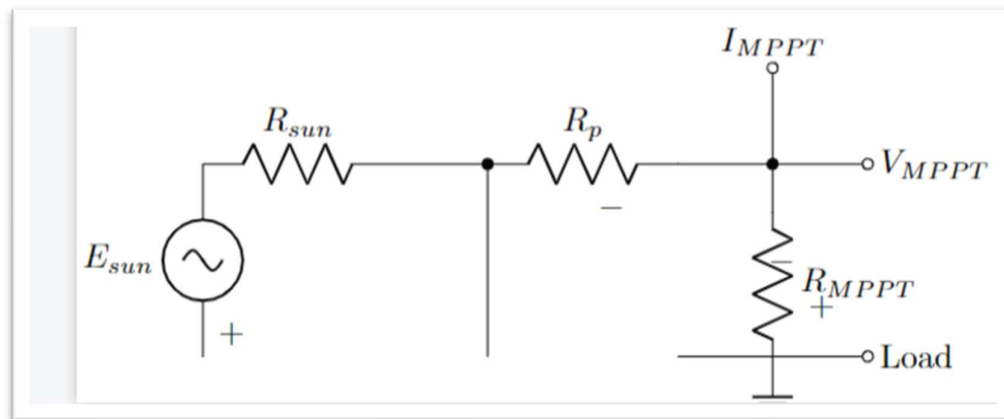 I_MPPT
R_sun
R_p
V_MPPT
E_sun
−
−
R_MPPT
+
+
Load